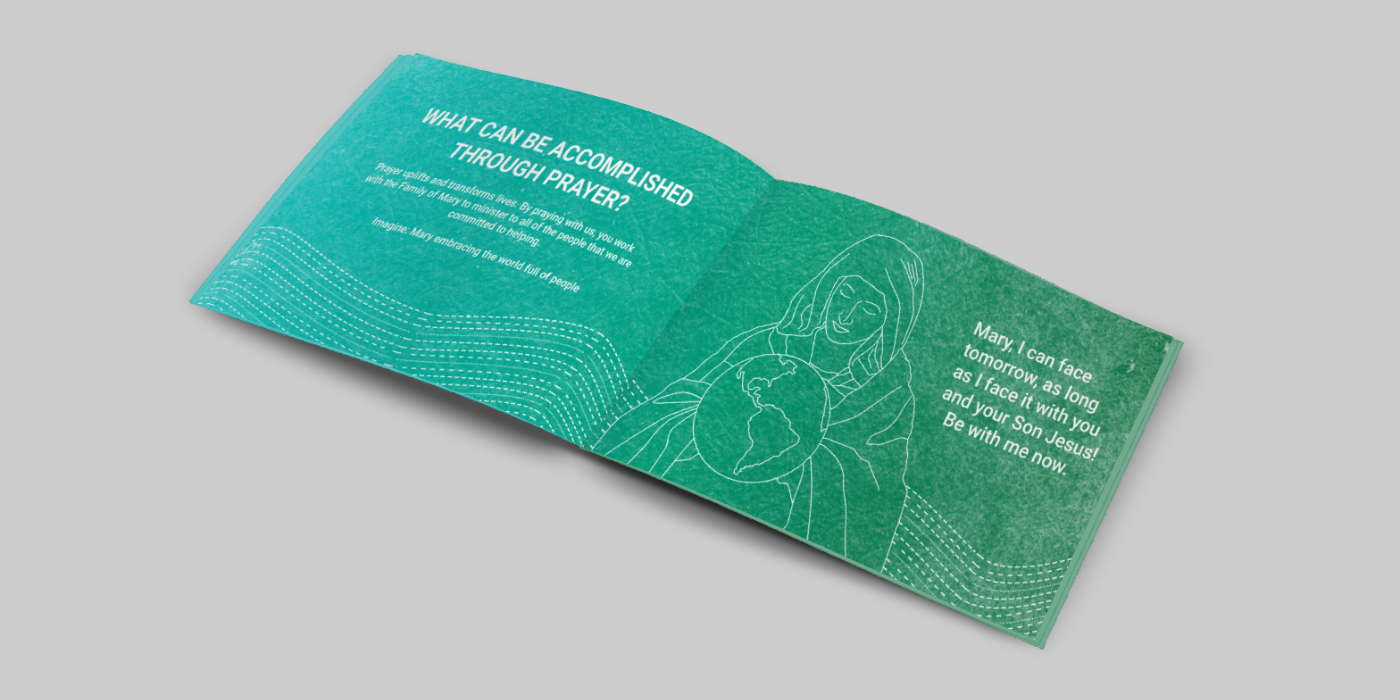 WHAT CAN BE ACCOMPLISHED
THROUGH PRAYER?
Prayer uplifts and transforms lives. By praying with us, you work
with the Family of Mary to minister to all of the people that we are
committed to helping.
Imagine: Mary embracing the world full of people
Mary, I can face
tomorrow, as long
as I face it with you
and your Son Jesus!
Be with me now.